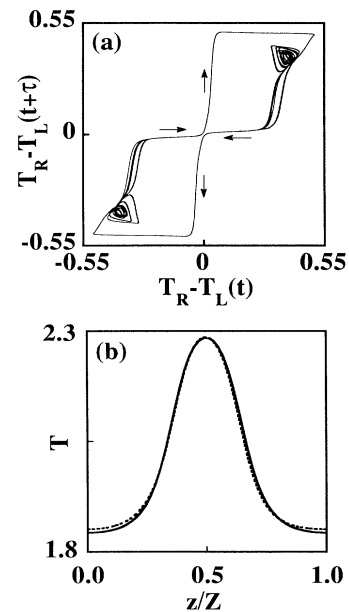 0.55
(a)
T_R-T_L(t+τ)
0
-0.55
-0.55 0 0.55
T_R-T_L(t)
2.3
(b)
T
1.8
0.0 0.5 1.0
z/Z